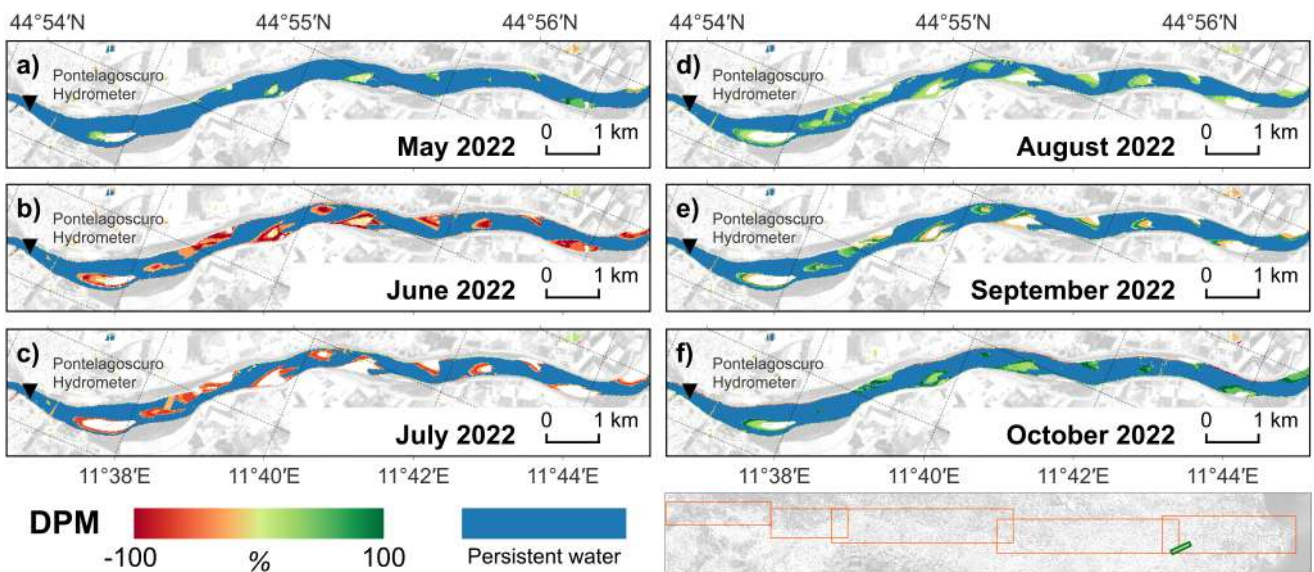 44°54′N 44°55′N 44°56′N 44°54′N 44°55′N 44°56′N
a) Pontelagoscuro
Hydrometer
May 2022
0 1 km
d) Pontelagoscuro
Hydrometer
August 2022
0 1 km
b) Pontelagoscuro
Hydrometer
June 2022
0 1 km
e) Pontelagoscuro
Hydrometer
September 2022
0 1 km
c) Pontelagoscuro
Hydrometer
July 2022
0 1 km
f) Pontelagoscuro
Hydrometer
October 2022
0 1 km
11°38′E 11°40′E 11°42′E 11°44′E 11°38′E 11°40′E 11°42′E 11°44′E
DPM
-100 % 100
Persistent water